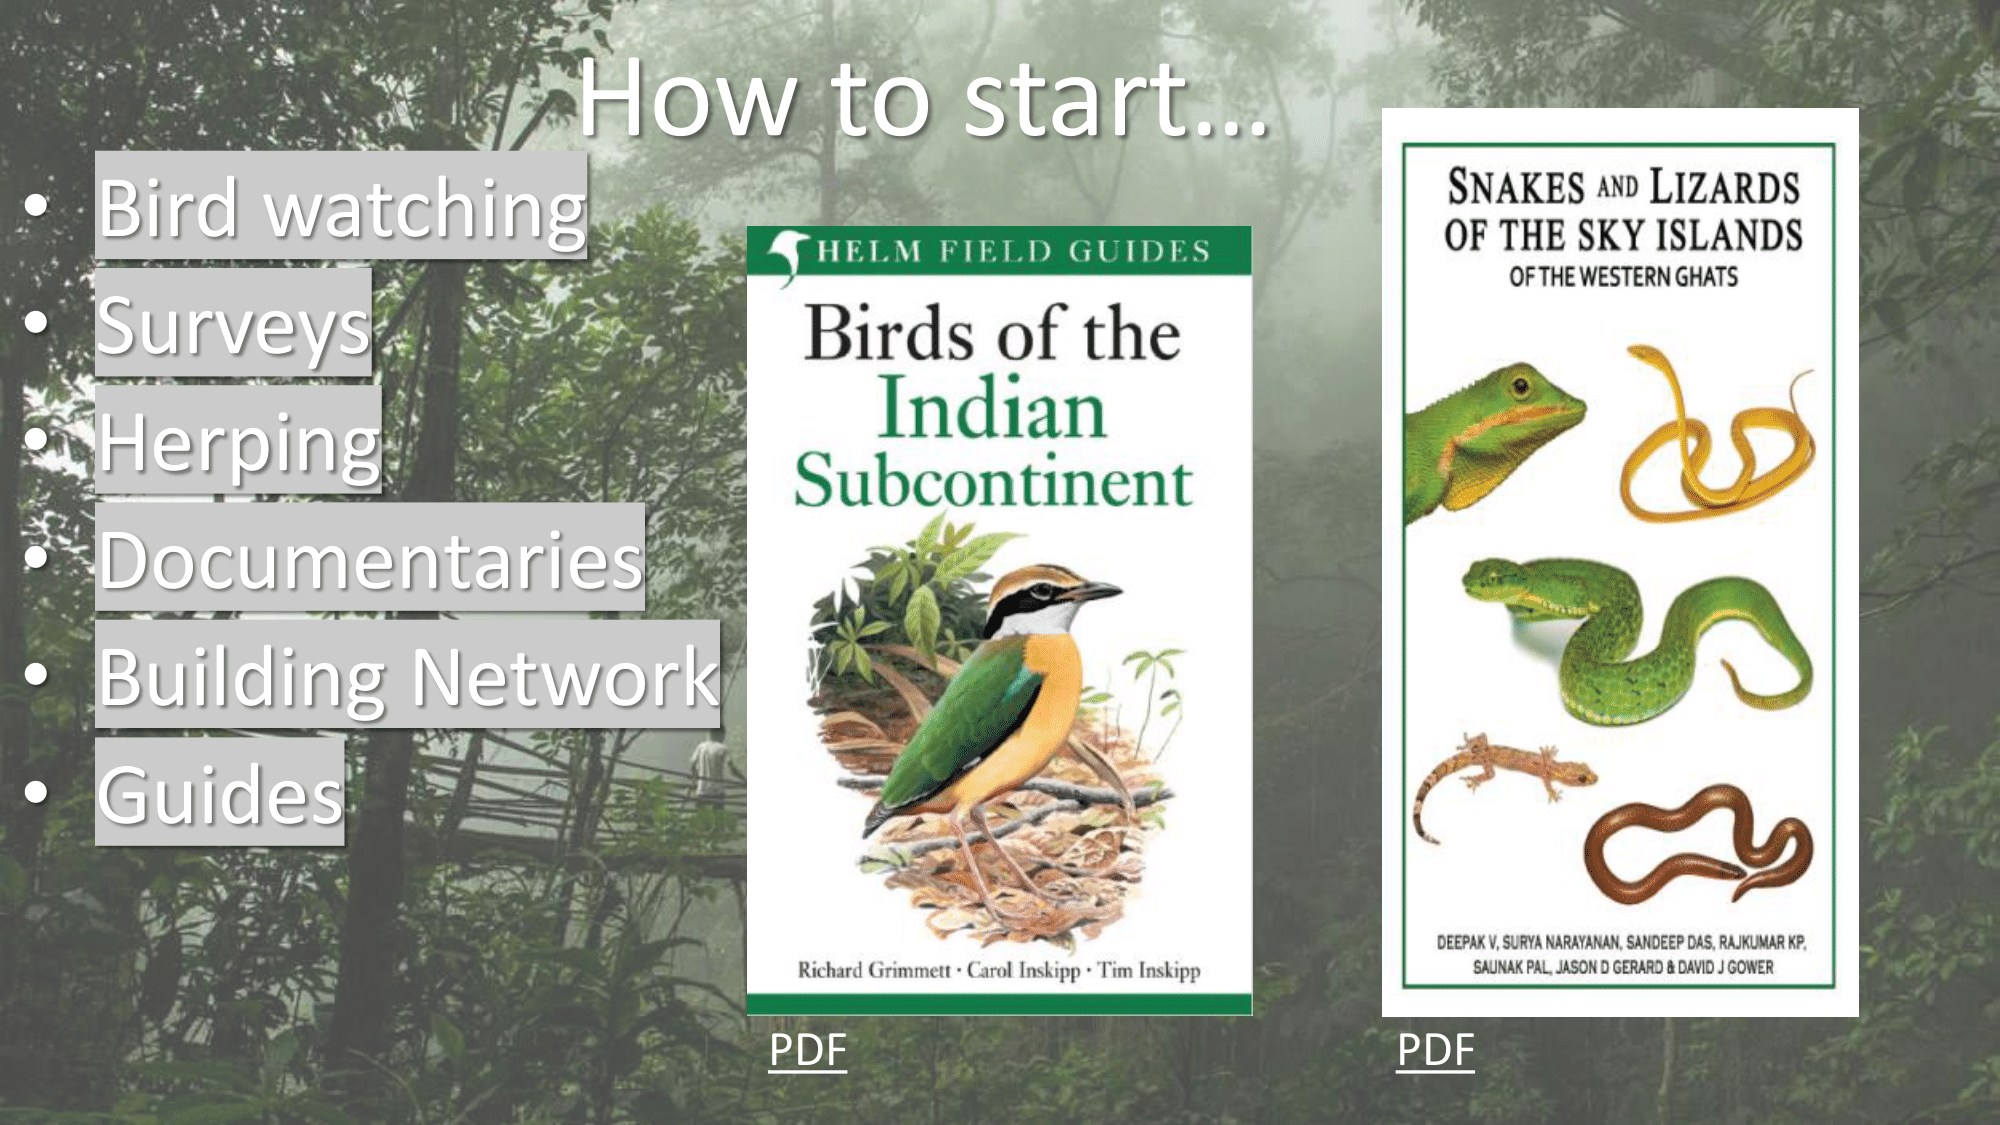 How to start...
• Bird watching
• Surveys
• Herping
• Documentaries
• Building Network
• Guides
HELM FIELD GUIDES
Birds of the
Indian
Subcontinent
Richard Grimmett · Carol Inskipp · Tim Inskipp
PDF
SNAKES AND LIZARDS
OF THE SKY ISLANDS
OF THE WESTERN GHATS
DEEPAK V, SURYA NARAYANAN, SANDEEP DAS, RAJKUMAR KP,
SAUNAK PAL, JASON D GERARD & DAVID J GOWER
PDF